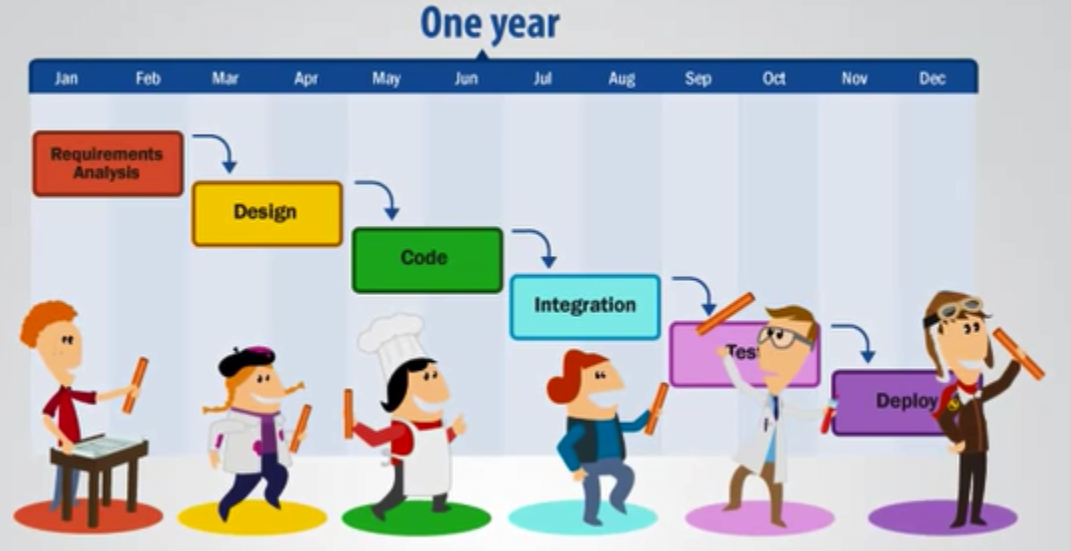 One year
Jan Feb Mar Apr May Jun Jul Aug Sep Oct Nov Dec
Requirements
Analysis
Design
Code
Integration
Tes
Deploy